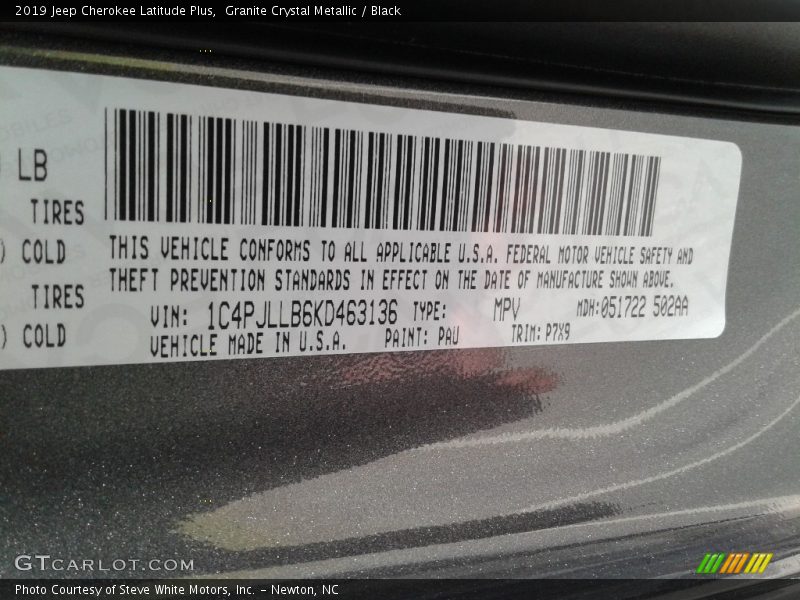 2019 Jeep Cherokee Latitude Plus,  Granite Crystal Metallic / Black
LB
TIRES
) COLD
TIRES
) COLD
THIS VEHICLE CONFORMS TO ALL APPLICABLE U.S.A. FEDERAL MOTOR VEHICLE SAFETY AND
THEFT PREVENTION STANDARDS IN EFFECT ON THE DATE OF MANUFACTURE SHOWN ABOVE.
VIN: 1C4PJLLB6KD463136 TYPE: MPV MDH:051722 502AA
VEHICLE MADE IN U.S.A. PAINT: PAU TRIM: P7X9
GTCARLOT.COM
Photo Courtesy of Steve White Motors, Inc. – Newton, NC